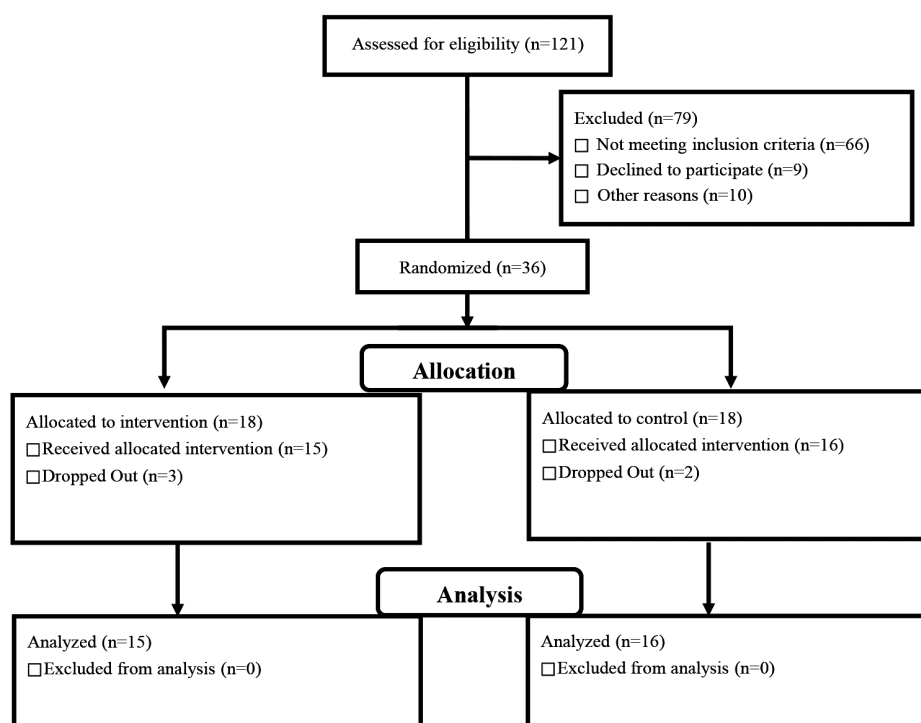 Assessed for eligibility (n=121)
Excluded (n=79)
□ Not meeting inclusion criteria (n=66)
□ Declined to participate (n=9)
□ Other reasons (n=10)
Randomized (n=36)
Allocation
Allocated to intervention (n=18)
□Received allocated intervention (n=15)
□Dropped Out (n=3)
Allocated to control (n=18)
□Received allocated intervention (n=16)
□Dropped Out (n=2)
Analysis
Analyzed (n=15)
□Excluded from analysis (n=0)
Analyzed (n=16)
□Excluded from analysis (n=0)